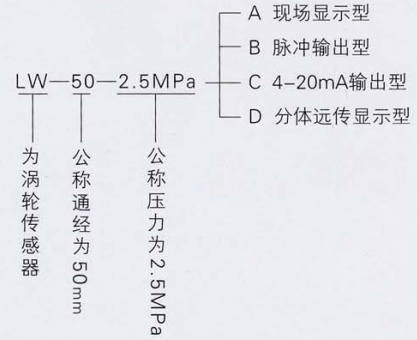 A 现场显示型
B 脉冲输出型
LW—50—2.5MPa
C 4-20mA输出型
D 分体远传显示型
为涡轮传感器
公称通经为50mm
公称压力为2.5MPa